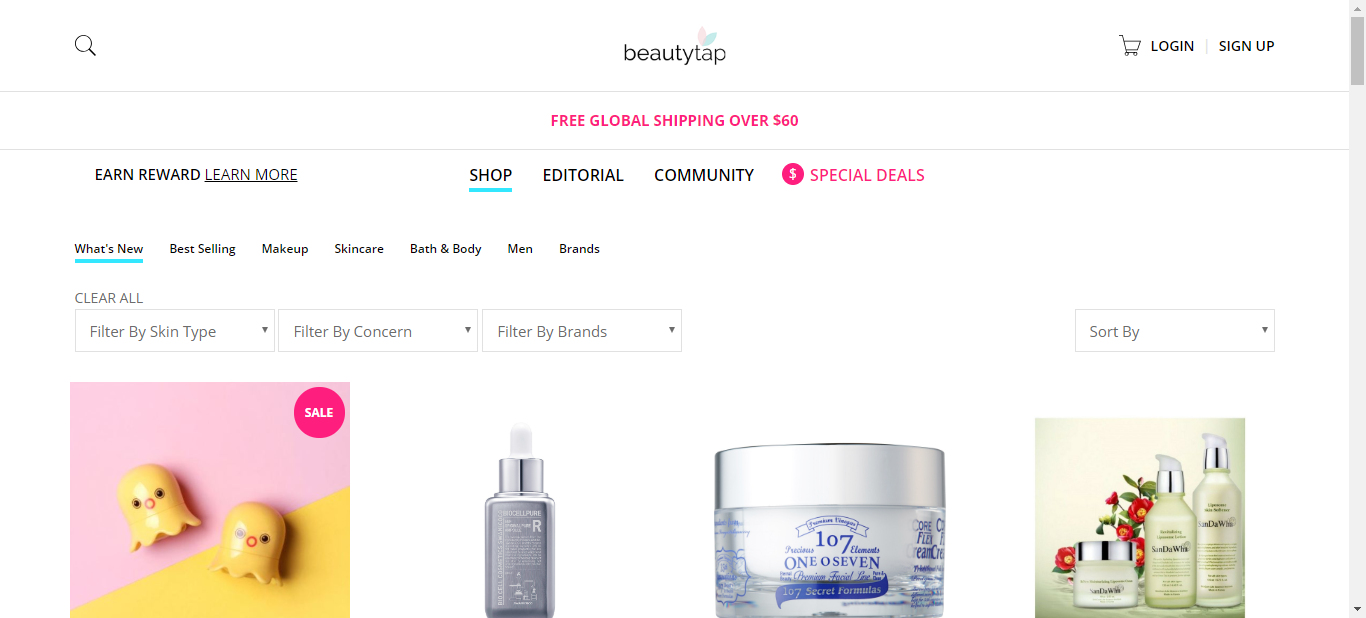 beautytap
LOGIN
SIGN UP
FREE GLOBAL SHIPPING OVER $60
EARN REWARD LEARN MORE
SHOP
EDITORIAL
COMMUNITY
$ SPECIAL DEALS
What's New
Best Selling
Makeup
Skincare
Bath & Body
Men
Brands
CLEAR ALL
Filter By Skin Type
Filter By Concern
Filter By Brands
Sort By
SALE
BIOCELLPURE
R
Premium Vinegar
107
Precious Elements
ONE O SEVEN
Premium Facial Line
107 Secret Formulas
CORE
FLEX
SanDaWha
SanDaWha
SanDaWha